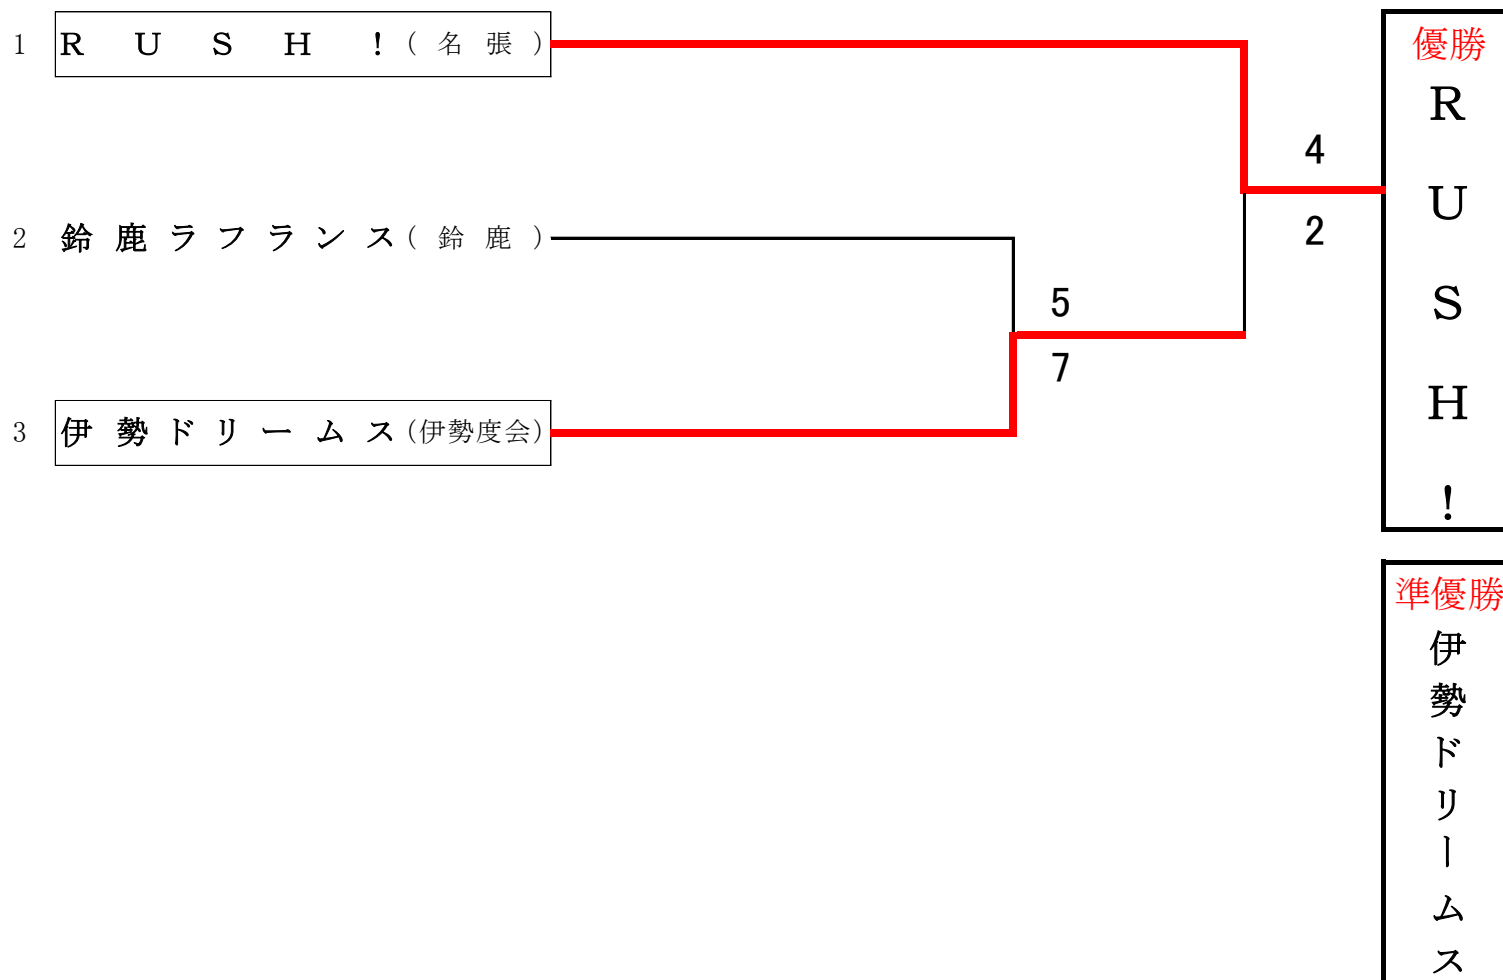 1 R U S H ! ( 名 張 )
2 鈴 鹿 ラ フ ラ ン ス ( 鈴 鹿 )
3 伊 勢 ド リ ー ム ス (伊勢度会)
5
7
4
2
優勝
R U S H !
準優勝
伊勢ドリームス